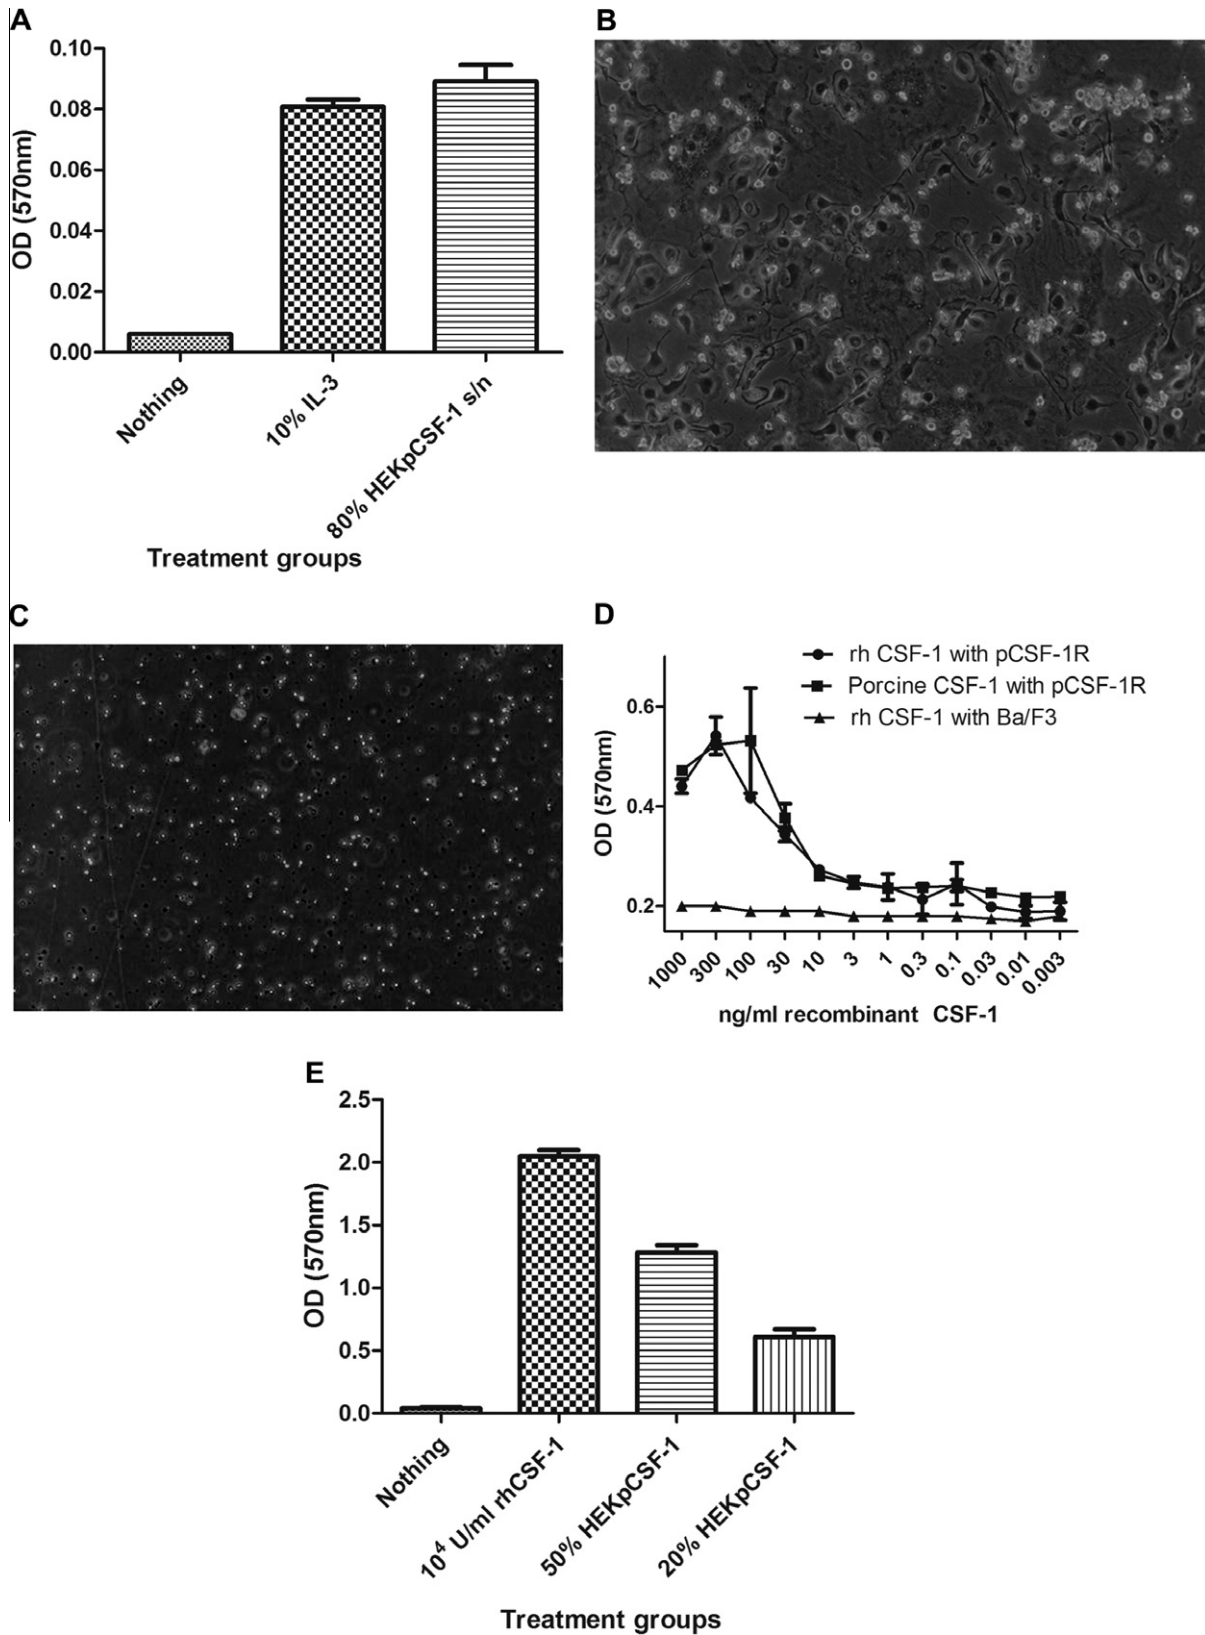 A
0.10
0.08
0.06
0.04
0.02
0.00
OD (570nm)
Nothing
10% IL-3
80% HEKpCSF-1 s/n
Treatment groups
B
C
D
rh CSF-1 with pCSF-1R
Porcine CSF-1 with pCSF-1R
rh CSF-1 with Ba/F3
0.6
0.4
0.2
OD (570nm)
1000
300
100
30
10
3
1
0.3
0.1
0.03
0.01
0.003
ng/ml recombinant CSF-1
E
2.5
2.0
1.5
1.0
0.5
0.0
OD (570nm)
Nothing
10⁴ U/ml rhCSF-1
50% HEKpCSF-1
20% HEKpCSF-1
Treatment groups